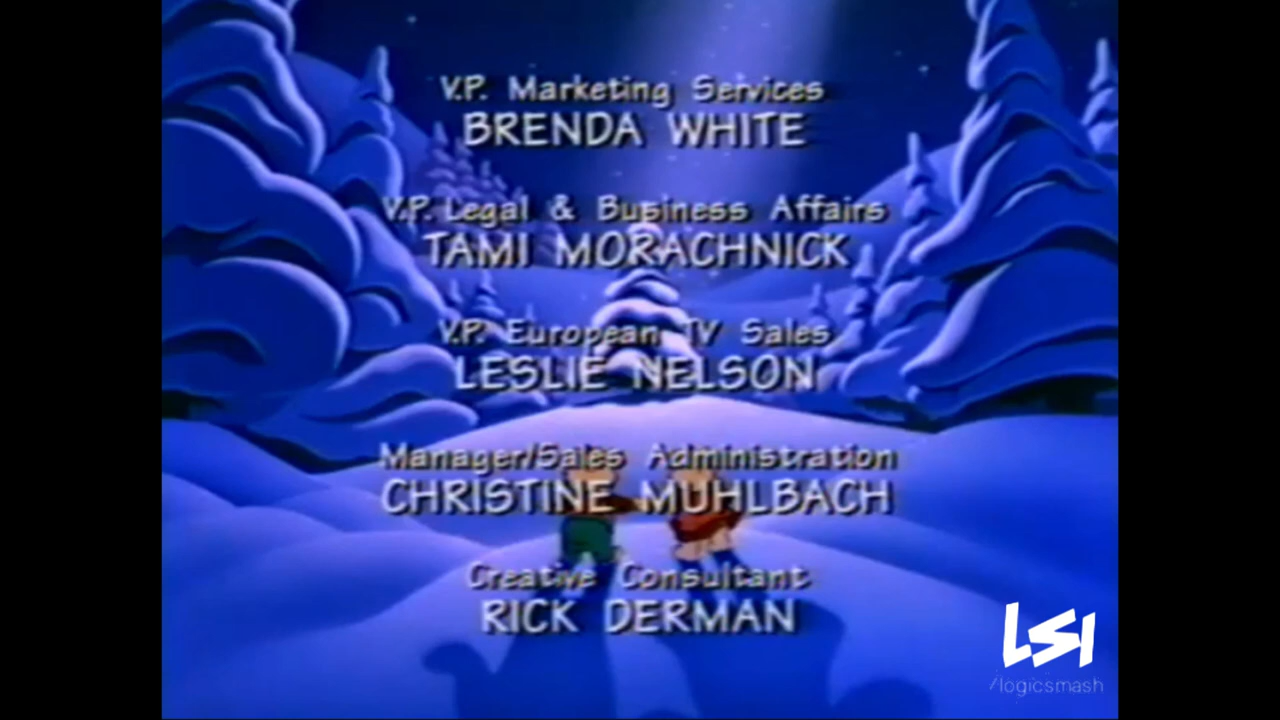 V.P. Marketing Services
BRENDA WHITE
V.P. Legal & Business Affairs
TAMI MORACHNICK
V.P. European TV Sales
LESLIE NELSON
Manager/Sales Administration
CHRISTINE MUHLBACH
Creative Consultant
RICK DERMAN
LSI
/logicsmash